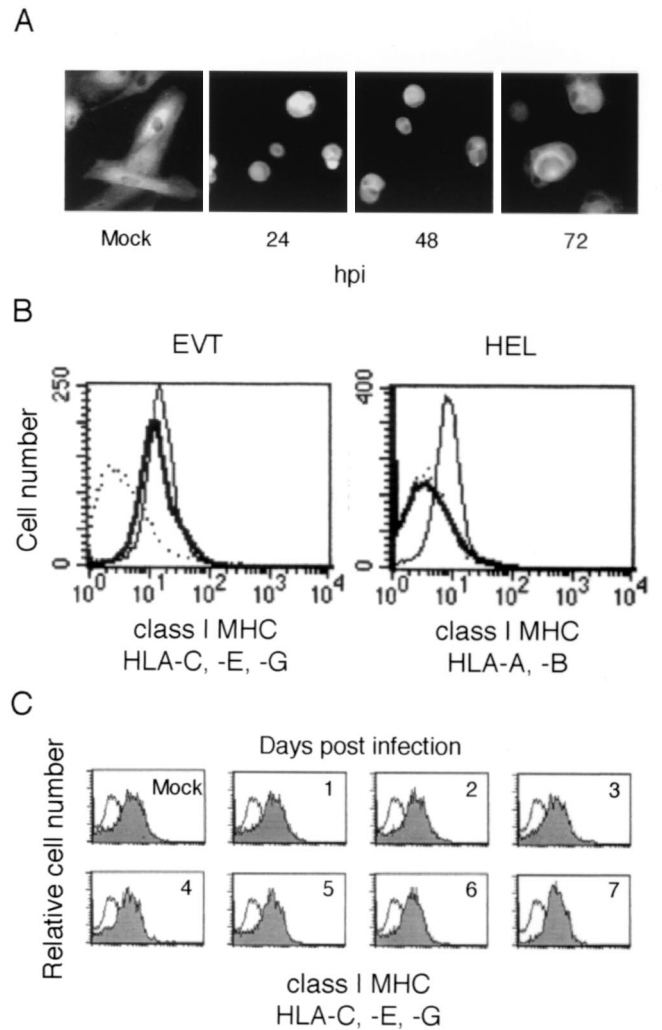 A
Mock 24 48 72
hpi
B
EVT HEL
250
Cell number
0
10^0 10^1 10^2 10^3 10^4
class I MHC
HLA-C, -E, -G
400
0
10^0 10^1 10^2 10^3 10^4
class I MHC
HLA-A, -B
C
Days post infection
Relative cell number
Mock 1 2 3
4 5 6 7
class I MHC
HLA-C, -E, -G